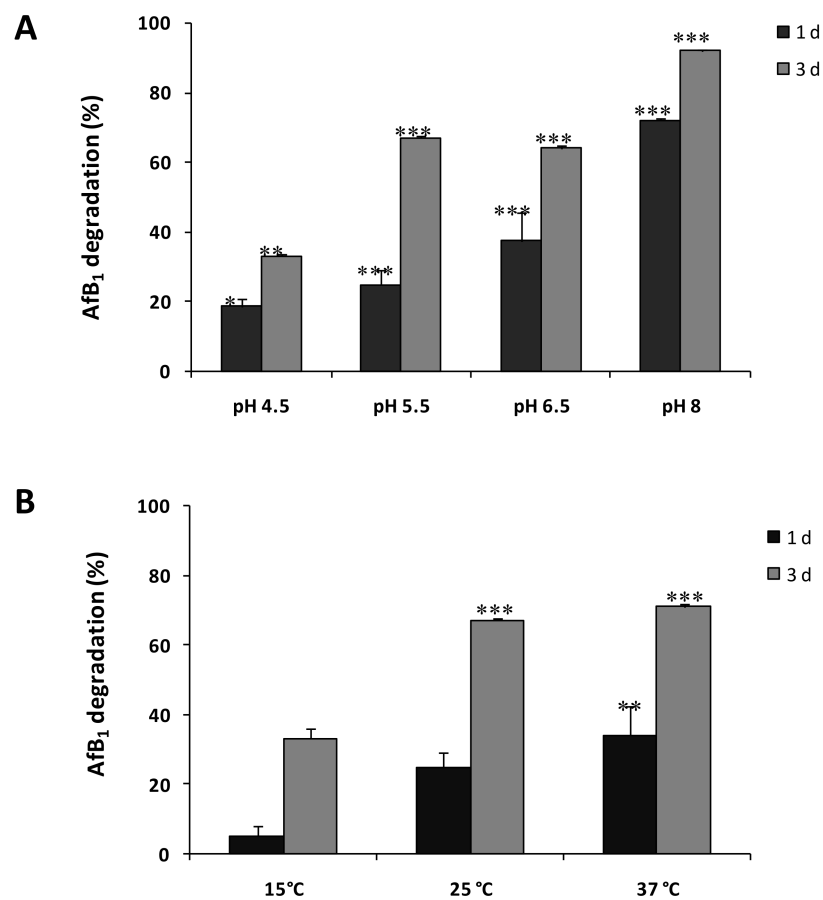 A
AfB₁ degradation (%)
100
80
60
40
20
0
*
**
***
***
***
***
***
***
pH 4.5
pH 5.5
pH 6.5
pH 8
1 d
3 d
B
AfB₁ degradation (%)
100
80
60
40
20
0
***
**
***
15°C
25 °C
37 °C
1 d
3 d